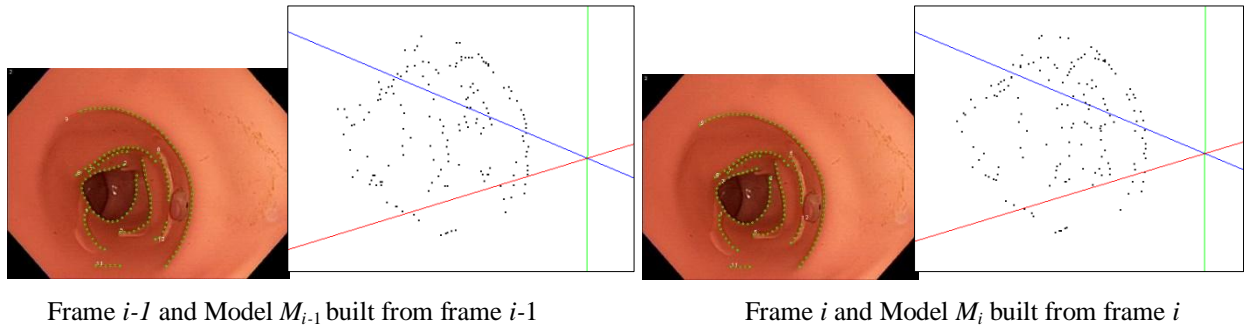 Frame i-1 and Model Mi-1 built from frame i-1
Frame i and Model Mi built from frame i